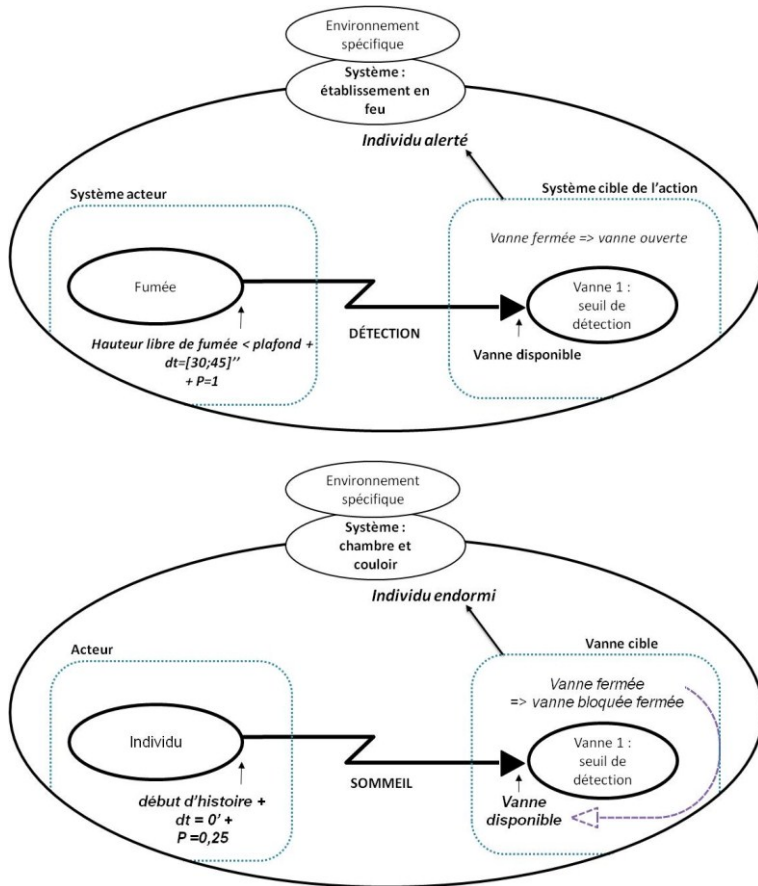 Environnement
spécifique
Système :
établissement en
feu
Individu alerté
Système acteur
Système cible de l'action
Vanne fermée => vanne ouverte
Fumée
Vanne 1 :
seuil de
détection
DÉTECTION
Hauteur libre de fumée < plafond +
dt=[30;45]''
+ P=1
Vanne disponible
Environnement
spécifique
Système :
chambre et
couloir
Individu endormi
Acteur
Vanne cible
Vanne fermée
=> vanne bloquée fermée
Individu
Vanne 1 :
seuil de
détection
SOMMEIL
début d'histoire +
dt = 0' +
P =0,25
Vanne
disponible